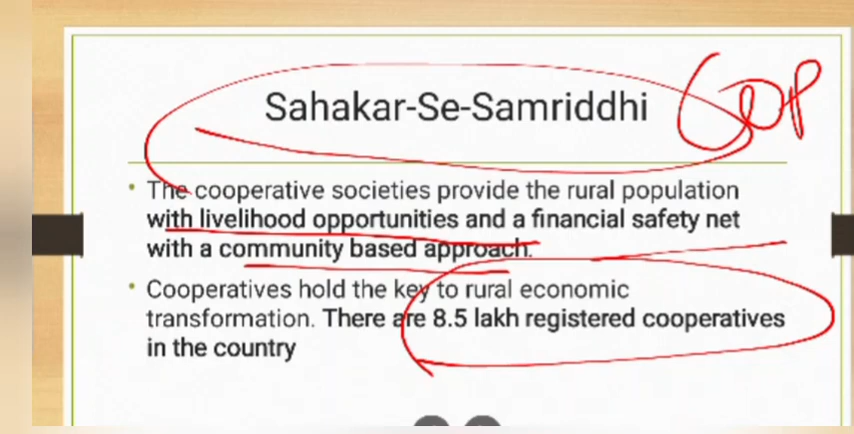 Sahakar-Se-Samriddhi
• The cooperative societies provide the rural population
with livelihood opportunities and a financial safety net
with a community based approach.
• Cooperatives hold the key to rural economic
transformation. There are 8.5 lakh registered cooperatives
in the country